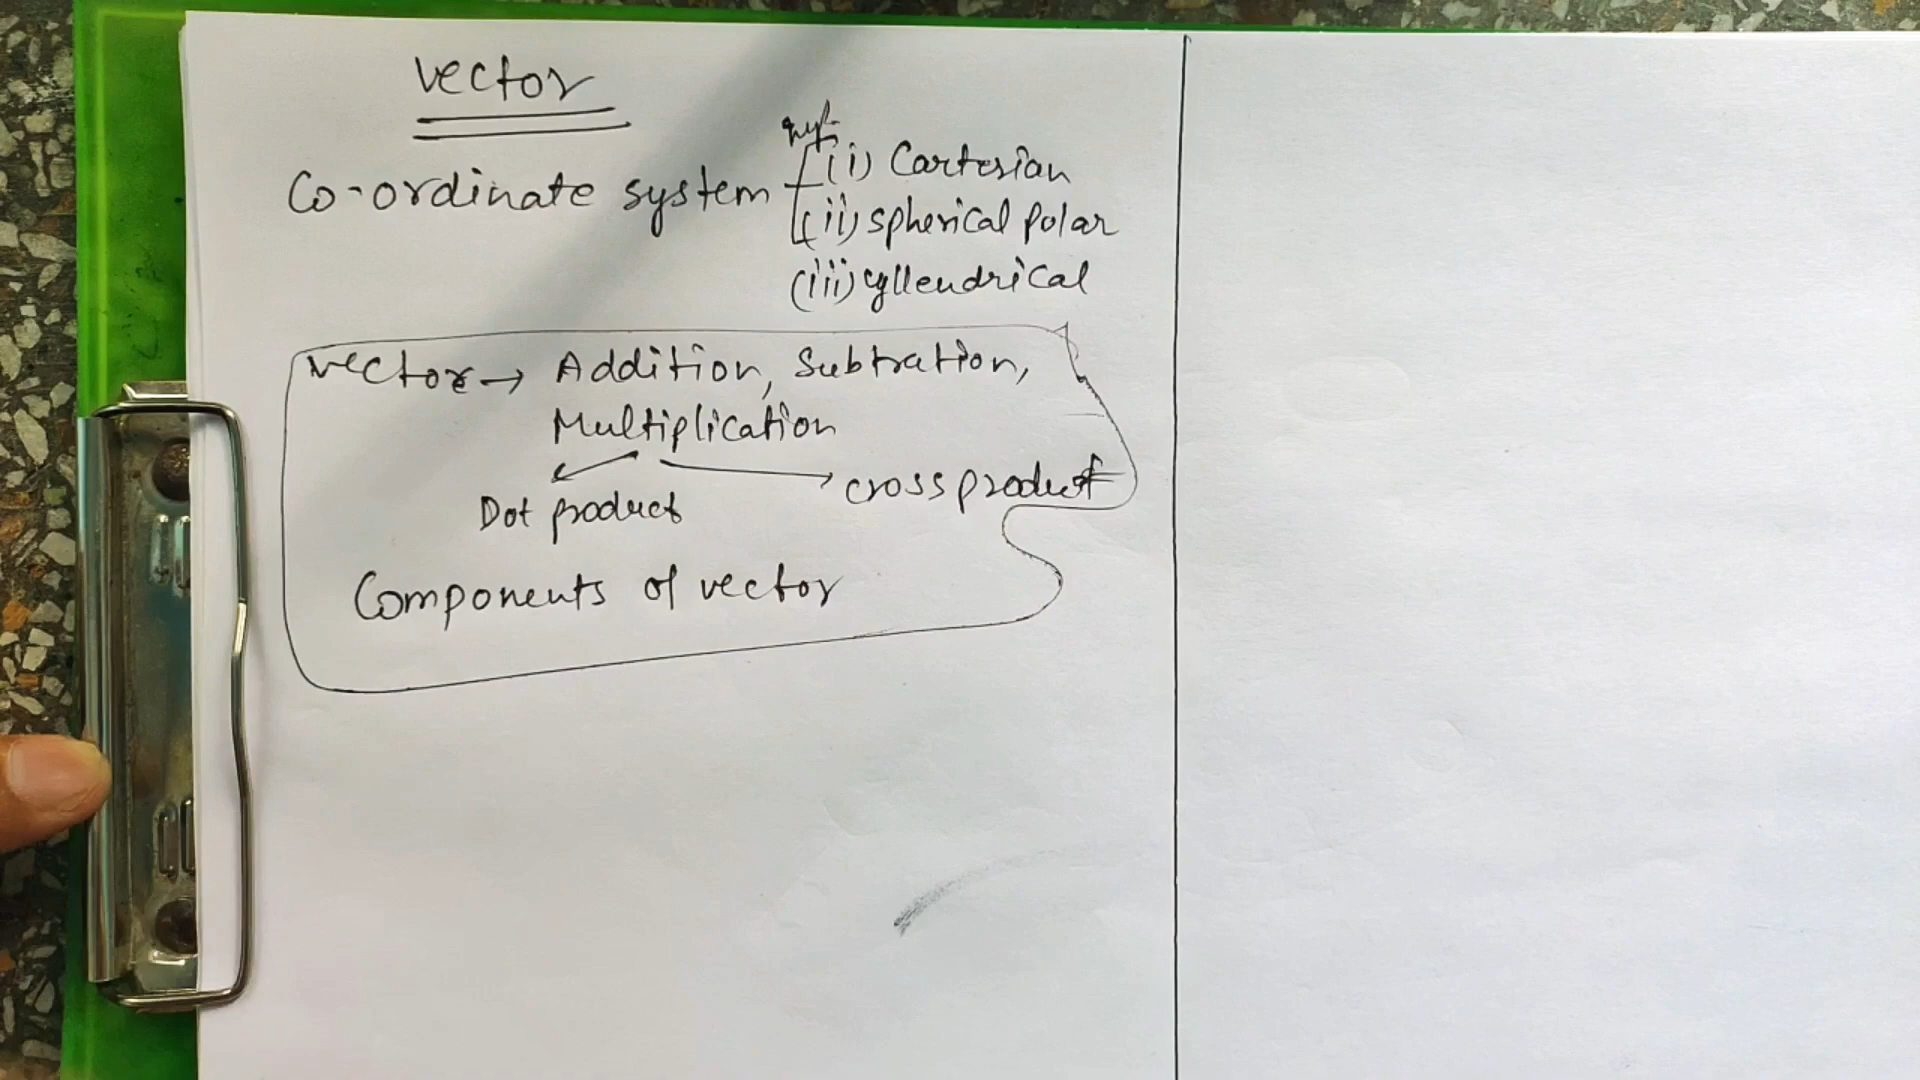 vector
Co-ordinate system
(i) Cartesian
(ii) spherical polar
(iii) cyllendrical
vector → Addition, Subtration,
Multiplication
Dot product
cross product
Components of vector